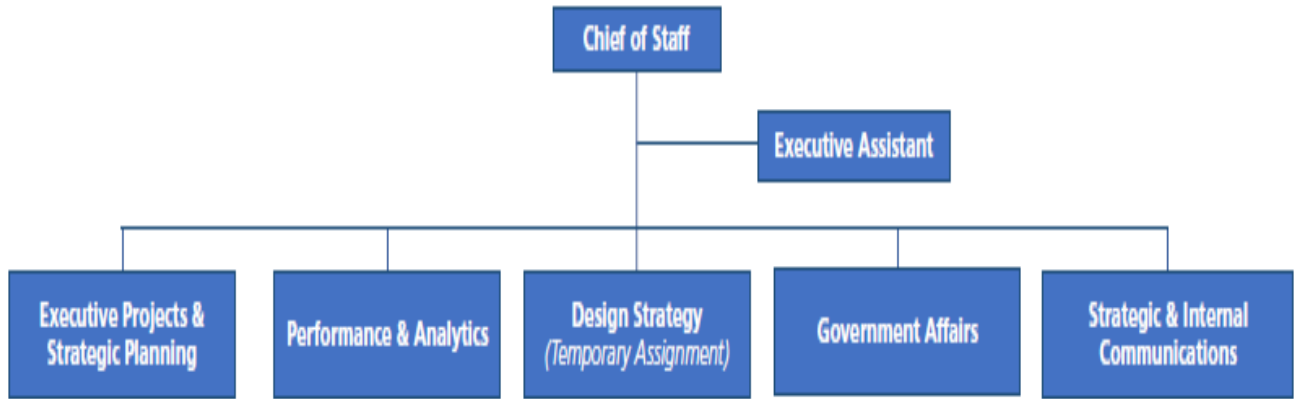 Chief of Staff
Executive Assistant
Executive Projects &
Strategic Planning
Performance & Analytics
Design Strategy
(Temporary Assignment)
Government Affairs
Strategic & Internal
Communications